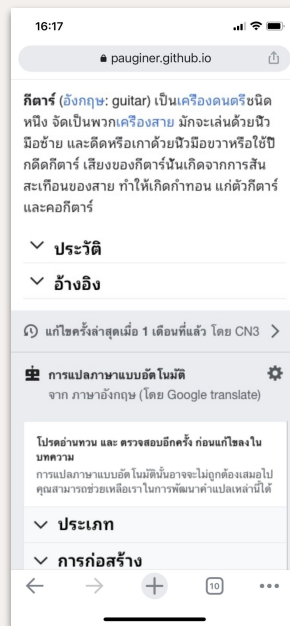 16:17
pauginer.github.io
กีตาร์ (อังกฤษ: guitar) เป็นเครื่องดนตรีชนิด
หนึ่ง จัดเป็นพวกเครื่องสาย มักจะเล่นด้วยนิ้ว
มือซ้าย และดีดหรือเกาด้วยนิ้วมือขวาหรือใช้ปิ
กดีดกีตาร์ เสียงของกีตาร์นั้นเกิดจากการสั่น
สะเทือนของสาย ทำให้เกิดกำทอน แก่ตัวกีตาร์
และคอกีตาร์
ประวัติ
อ้างอิง
แก้ไขครั้งล่าสุดเมื่อ 1 เดือนที่แล้ว โดย CN3
การแปลภาษาแบบอัตโนมัติ
จาก ภาษาอังกฤษ (โดย Google translate)
โปรดอ่านทวน และ ตรวจสอบอีกครั้ง ก่อนแก้ไขลงใน
บทความ
การแปลภาษาแบบอัตโนมัตินั้นอาจจะไม่ถูกต้องเสมอไป
คุณสามารถช่วยเหลือเราในการพัฒนาคำแปลเหล่านี้ได้
ประเภท
การก่อสร้าง
10